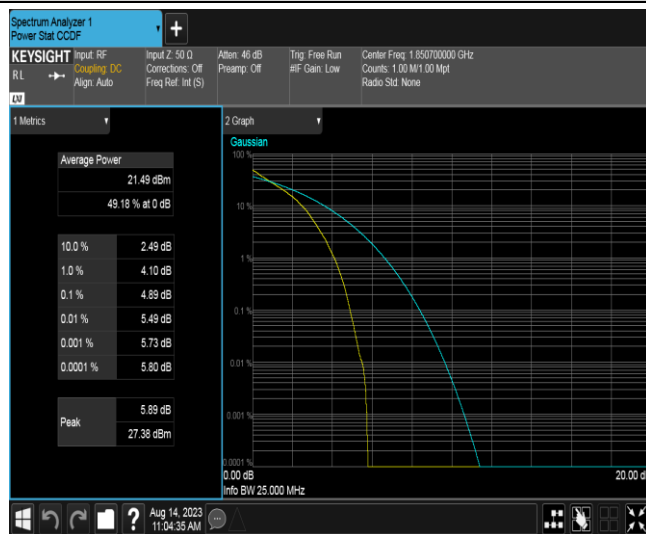 Spectrum Analyzer 1
Power Stat CCDF
+
KEYSIGHT
RL
LXI
Input: RF
Coupling: DC
Align: Auto
Input Z: 50 Ω
Corrections: Off
Freq Ref: Int (S)
Atten: 46 dB
Preamp: Off
Trig: Free Run
#IF Gain: Low
Center Freq: 1.850700000 GHz
Counts: 1.00 M/1.00 Mpt
Radio Std: None
1 Metrics
Average Power
21.49 dBm
49.18 % at 0 dB
10.0 % 2.49 dB
1.0 % 4.10 dB
0.1 % 4.89 dB
0.01 % 5.49 dB
0.001 % 5.73 dB
0.0001 % 5.80 dB
Peak
5.89 dB
27.38 dBm
2 Graph
Gaussian
100 %
10 %
1 %
0.1 %
0.01 %
0.001 %
0.0001 %
0.00 dB
20.00 d
Info BW 25.000 MHz
?
Aug 14, 2023
11:04:35 AM